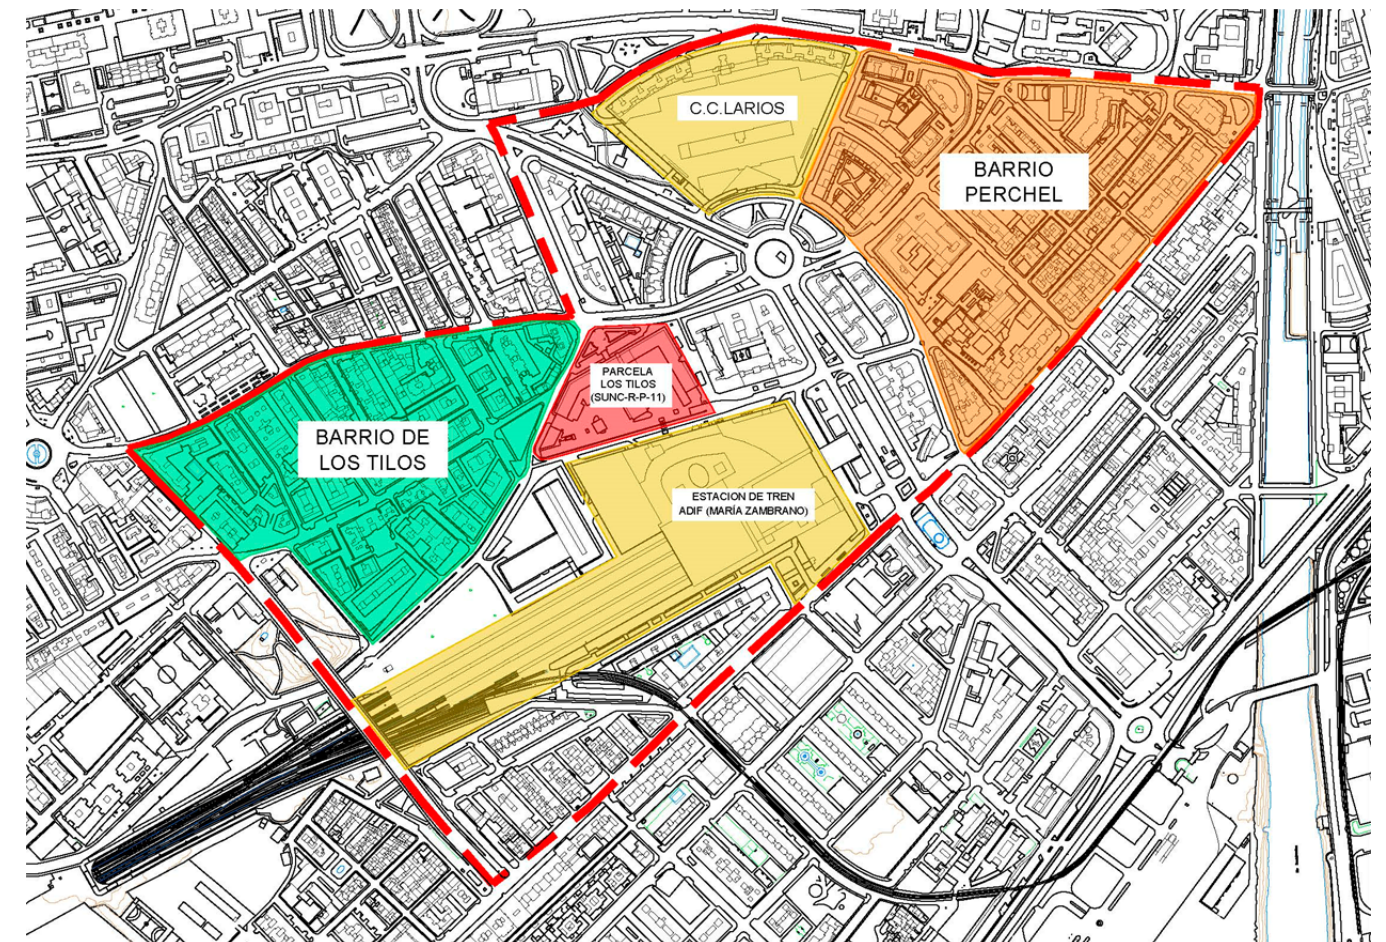 C.C.LARIOS
BARRIO
PERCHEL
PARCELA
LOS TILOS
(SUNC-R-P-11)
BARRIO DE
LOS TILOS
ESTACION DE TREN
ADIF (MARÍA ZAMBRANO)